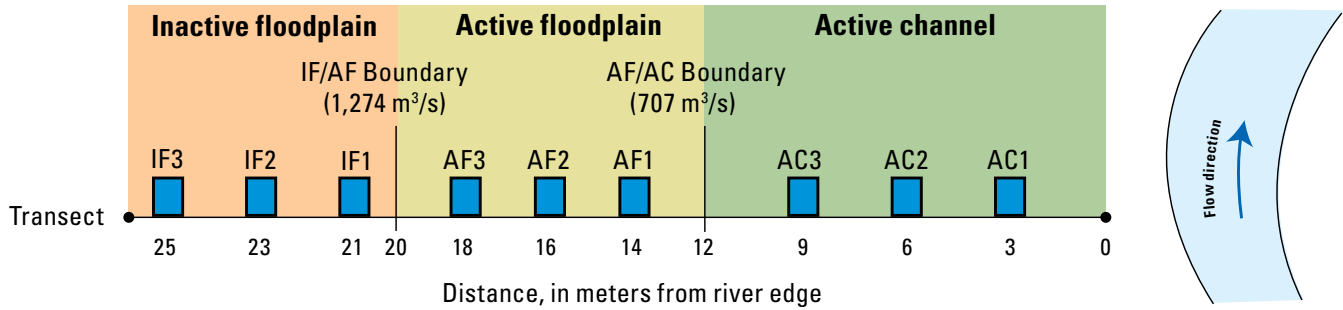 Inactive floodplain
Active floodplain
Active channel
IF/AF Boundary
(1,274 m³/s)
AF/AC Boundary
(707 m³/s)
IF3 IF2 IF1 AF3 AF2 AF1 AC3 AC2 AC1
Transect
25 23 21 20 18 16 14 12 9 6 3 0
Distance, in meters from river edge
Flow direction